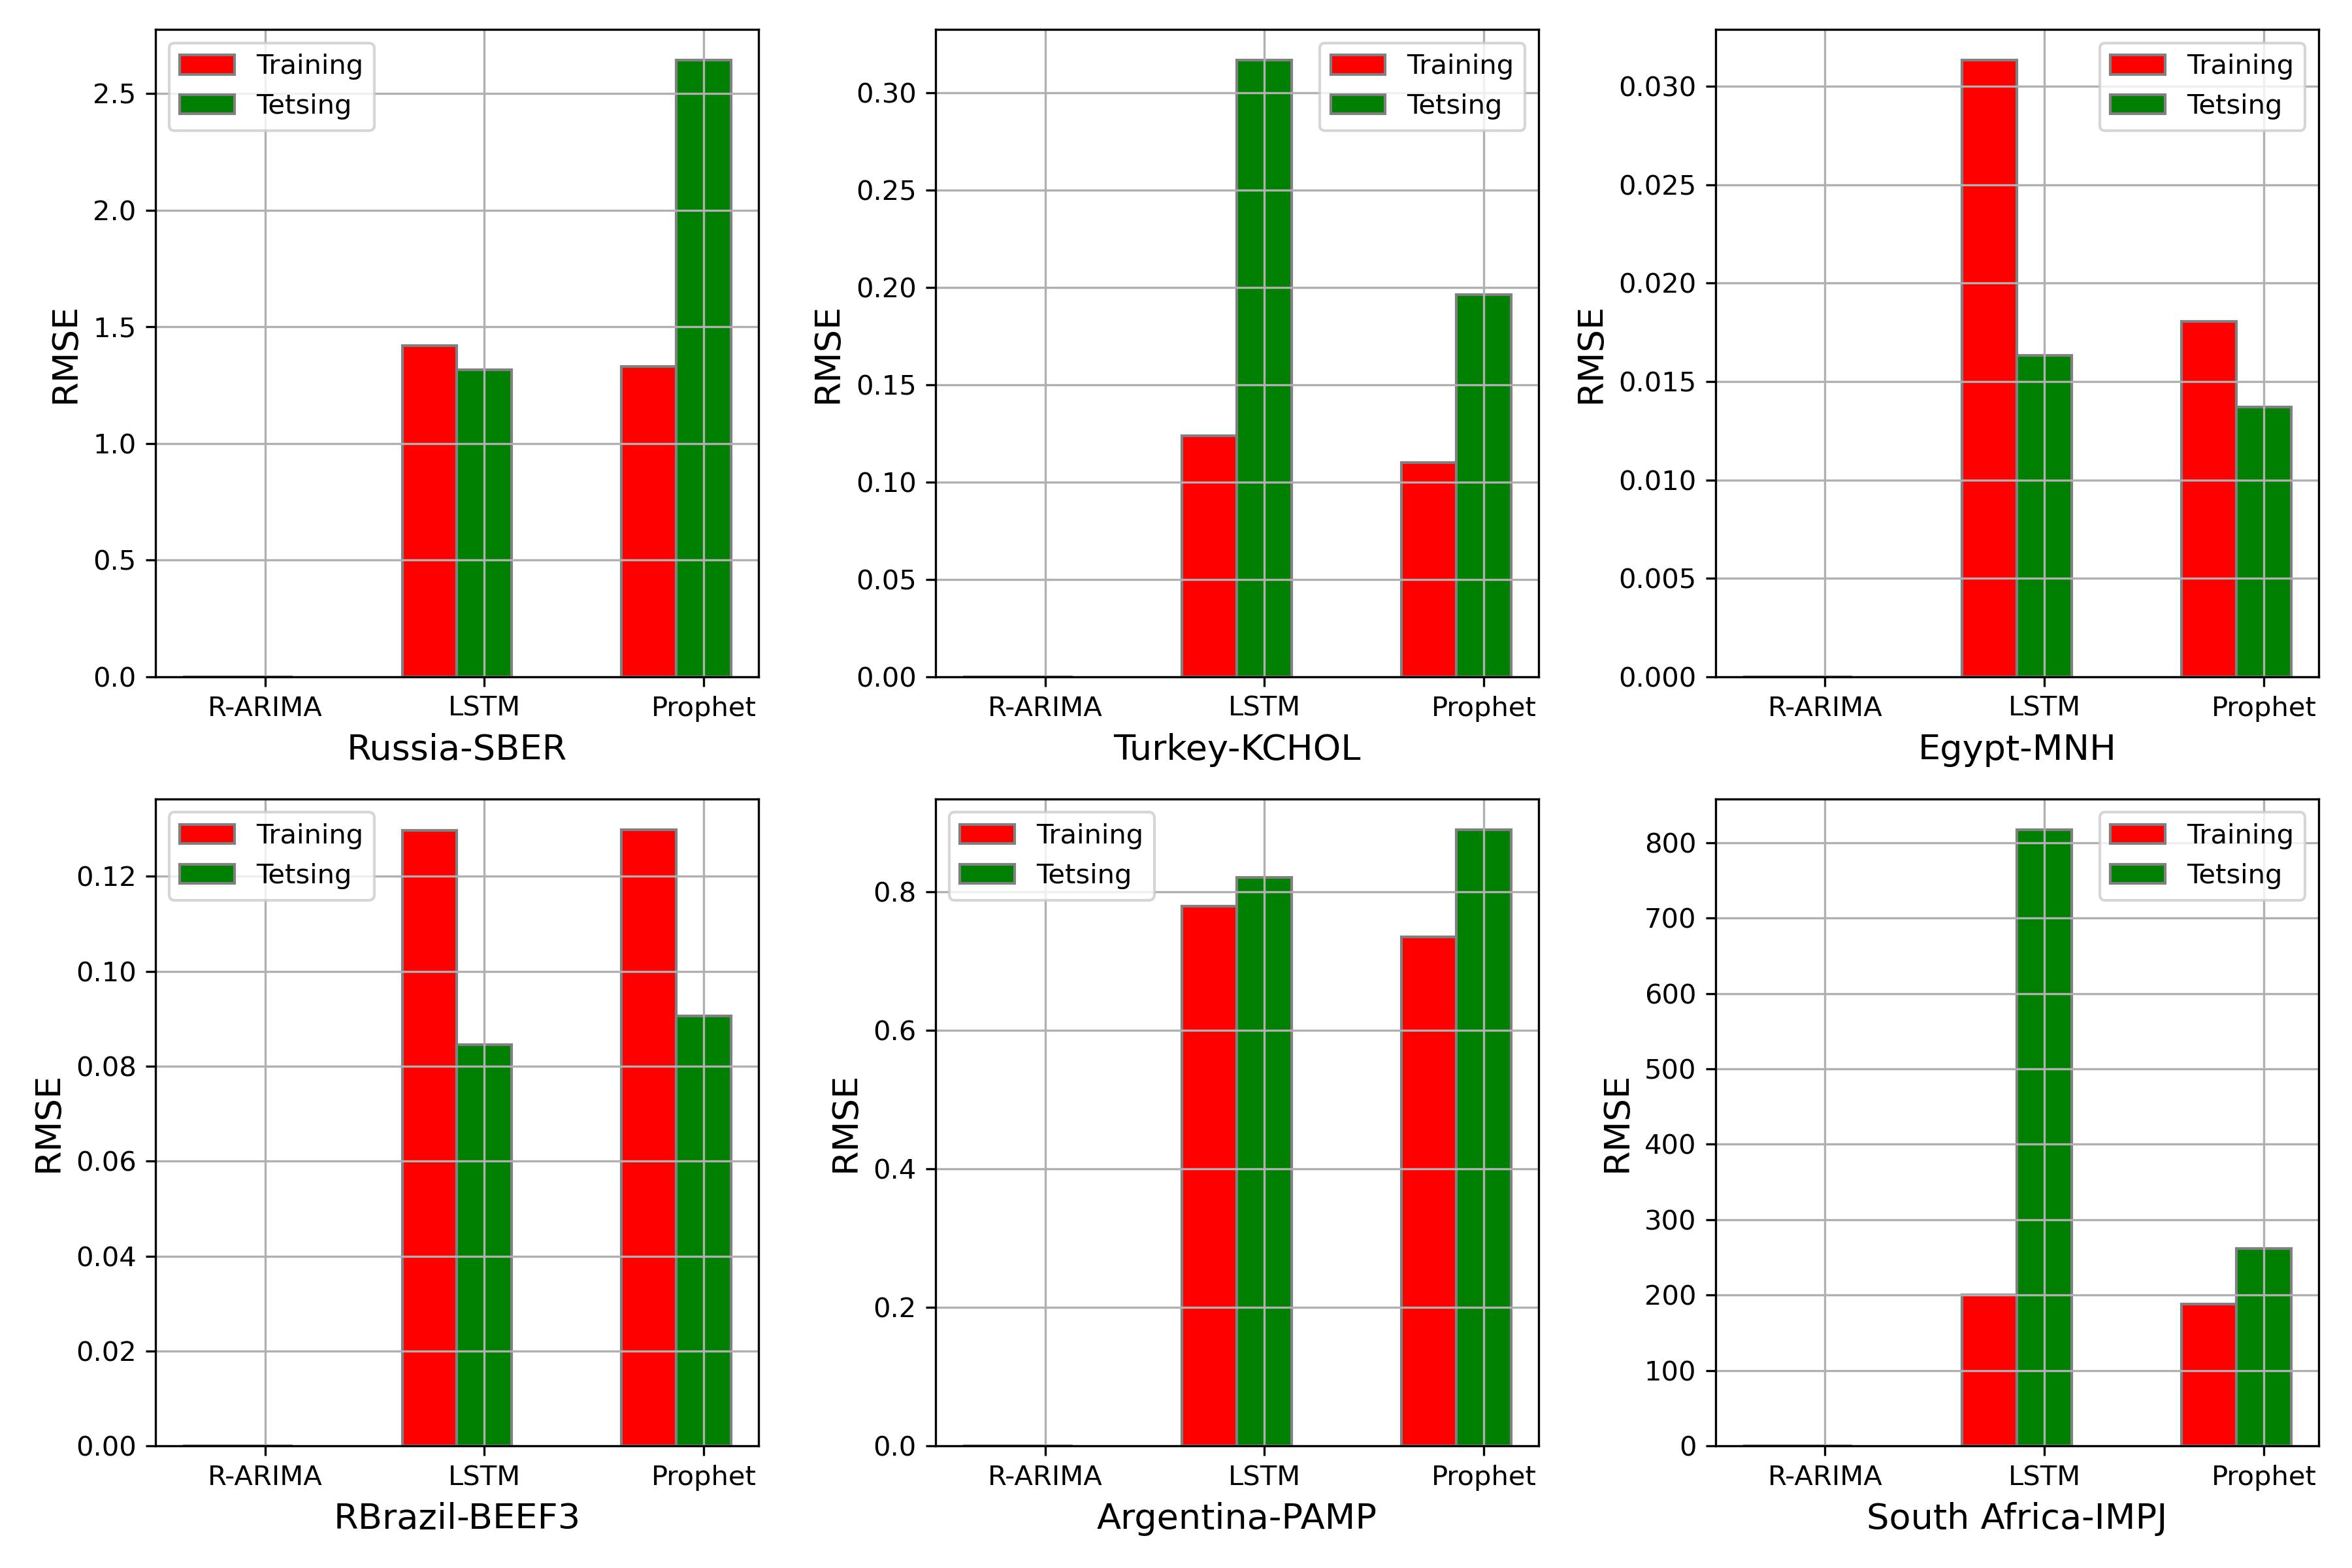 Training
Tetsing
2.5
2.0
1.5
1.0
0.5
0.0
RMSE
R-ARIMA LSTM Prophet
Russia-SBER
Training
Tetsing
0.30
0.25
0.20
0.15
0.10
0.05
0.00
RMSE
R-ARIMA LSTM Prophet
Turkey-KCHOL
Training
Tetsing
0.030
0.025
0.020
0.015
0.010
0.005
0.000
RMSE
R-ARIMA LSTM Prophet
Egypt-MNH
Training
Tetsing
0.12
0.10
0.08
0.06
0.04
0.02
0.00
RMSE
R-ARIMA LSTM Prophet
RBrazil-BEEF3
Training
Tetsing
0.8
0.6
0.4
0.2
0.0
RMSE
R-ARIMA LSTM Prophet
Argentina-PAMP
Training
Tetsing
800
700
600
500
400
300
200
100
0
RMSE
R-ARIMA LSTM Prophet
South Africa-IMPJ